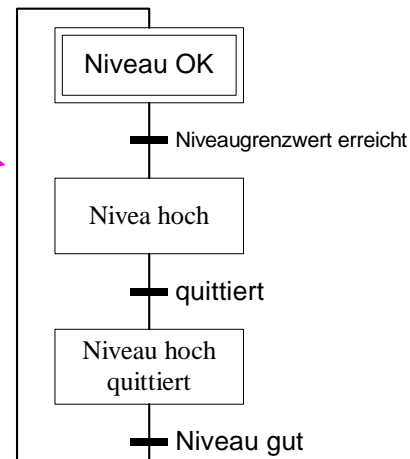 Niveau OK
Niveaugrenzwert erreicht
Nivea hoch
quittiert
Niveau hoch
quittiert
Niveau gut